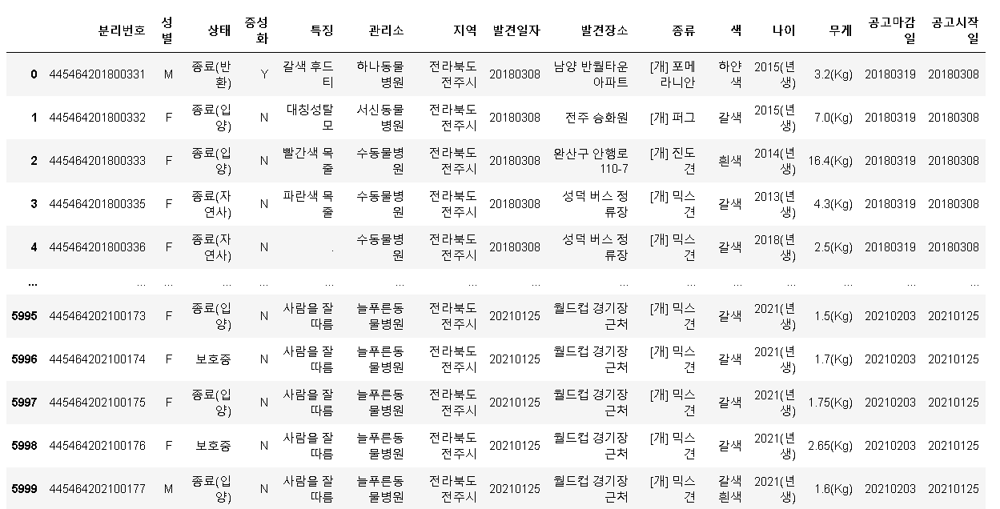 분리번호 성별 상태 중성화 특징 관리소 지역 발견일자 발견장소 종류 색 나이 무게 공고마감일 공고시작일
0 445464201800331 M 종료(반환) Y 갈색 후드티 하나동물병원 전라북도 전주시 20180308 남양 반월타운아파트 [개] 포메라니안 하얀색 2015(년생) 3.2(Kg) 20180319 20180308
1 445464201800332 F 종료(입양) N 대칭성탈모 서신동물병원 전라북도 전주시 20180308 전주 승화원 [개] 퍼그 갈색 2015(년생) 7.0(Kg) 20180319 20180308
2 445464201800333 F 종료(입양) N 빨간색 목줄 수동물병원 전라북도 전주시 20180308 완산구 안행로 110-7 [개] 진도견 흰색 2014(년생) 16.4(Kg) 20180319 20180308
3 445464201800335 F 종료(자연사) N 파란색 목줄 수동물병원 전라북도 전주시 20180308 성덕 버스 정류장 [개] 믹스견 갈색 2013(년생) 4.3(Kg) 20180319 20180308
4 445464201800336 F 종료(자연사) N . 수동물병원 전라북도 전주시 20180308 성덕 버스 정류장 [개] 믹스견 갈색 2018(년생) 2.5(Kg) 20180319 20180308
... ... ... ... ... ... ... ... ... ... ... ... ... ... ... ...
5995 445464202100173 F 종료(입양) N 사람을 잘 따름 늘푸른동물병원 전라북도 전주시 20210125 월드컵 경기장 근처 [개] 믹스견 갈색 2021(년생) 1.5(Kg) 20210203 20210125
5996 445464202100174 F 보호중 N 사람을 잘 따름 늘푸른동물병원 전라북도 전주시 20210125 월드컵 경기장 근처 [개] 믹스견 갈색 2021(년생) 1.7(Kg) 20210203 20210125
5997 445464202100175 F 종료(입양) N 사람을 잘 따름 늘푸른동물병원 전라북도 전주시 20210125 월드컵 경기장 근처 [개] 믹스견 갈색 2021(년생) 1.75(Kg) 20210203 20210125
5998 445464202100176 F 보호중 N 사람을 잘 따름 늘푸른동물병원 전라북도 전주시 20210125 월드컵 경기장 근처 [개] 믹스견 갈색 2021(년생) 2.65(Kg) 20210203 20210125
5999 445464202100177 M 종료(입양) N 사람을 잘 따름 늘푸른동물병원 전라북도 전주시 20210125 월드컵 경기장 근처 [개] 믹스견 갈색 흰색 2021(년생) 1.6(Kg) 20210203 20210125